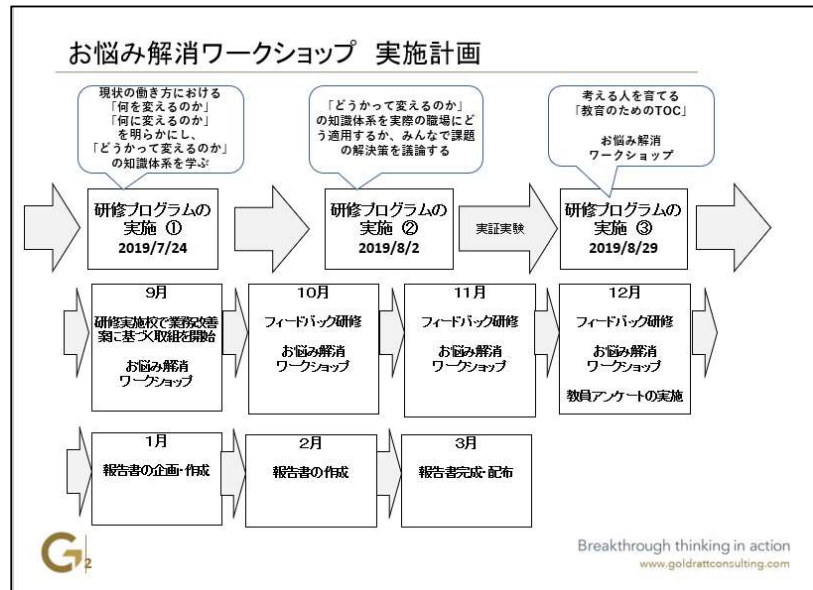 お悩み解消ワークショップ 実施計画
現状の働き方における
「何を変えるのか」
「何に変えるのか」
を明らかにし、
「どうかって変えるのか」
の知識体系を学ぶ
「どうかって変えるのか」
の知識体系を実際の職場にど
う適用するか、みんなで課題
の解決策を議論する
考える人を育てる
「教育のためのTOC」
お悩み解消
ワークショップ
研修プログラムの
実施 ①
2019/7/24
研修プログラムの
実施 ②
2019/8/2
実証実験
研修プログラムの
実施 ③
2019/8/29
9月
研修実施校で業務改善
案に基づく取組を開始
お悩み解消
ワークショップ
10月
フィードバック研修
お悩み解消
ワークショップ
11月
フィードバック研修
お悩み解消
ワークショップ
12月
フィードバック研修
お悩み解消
ワークショップ
教員アンケートの実施
1月
報告書の企画・作成
2月
報告書の作成
3月
報告書完成・配布
G2
Breakthrough thinking in action
www.goldrattconsulting.com